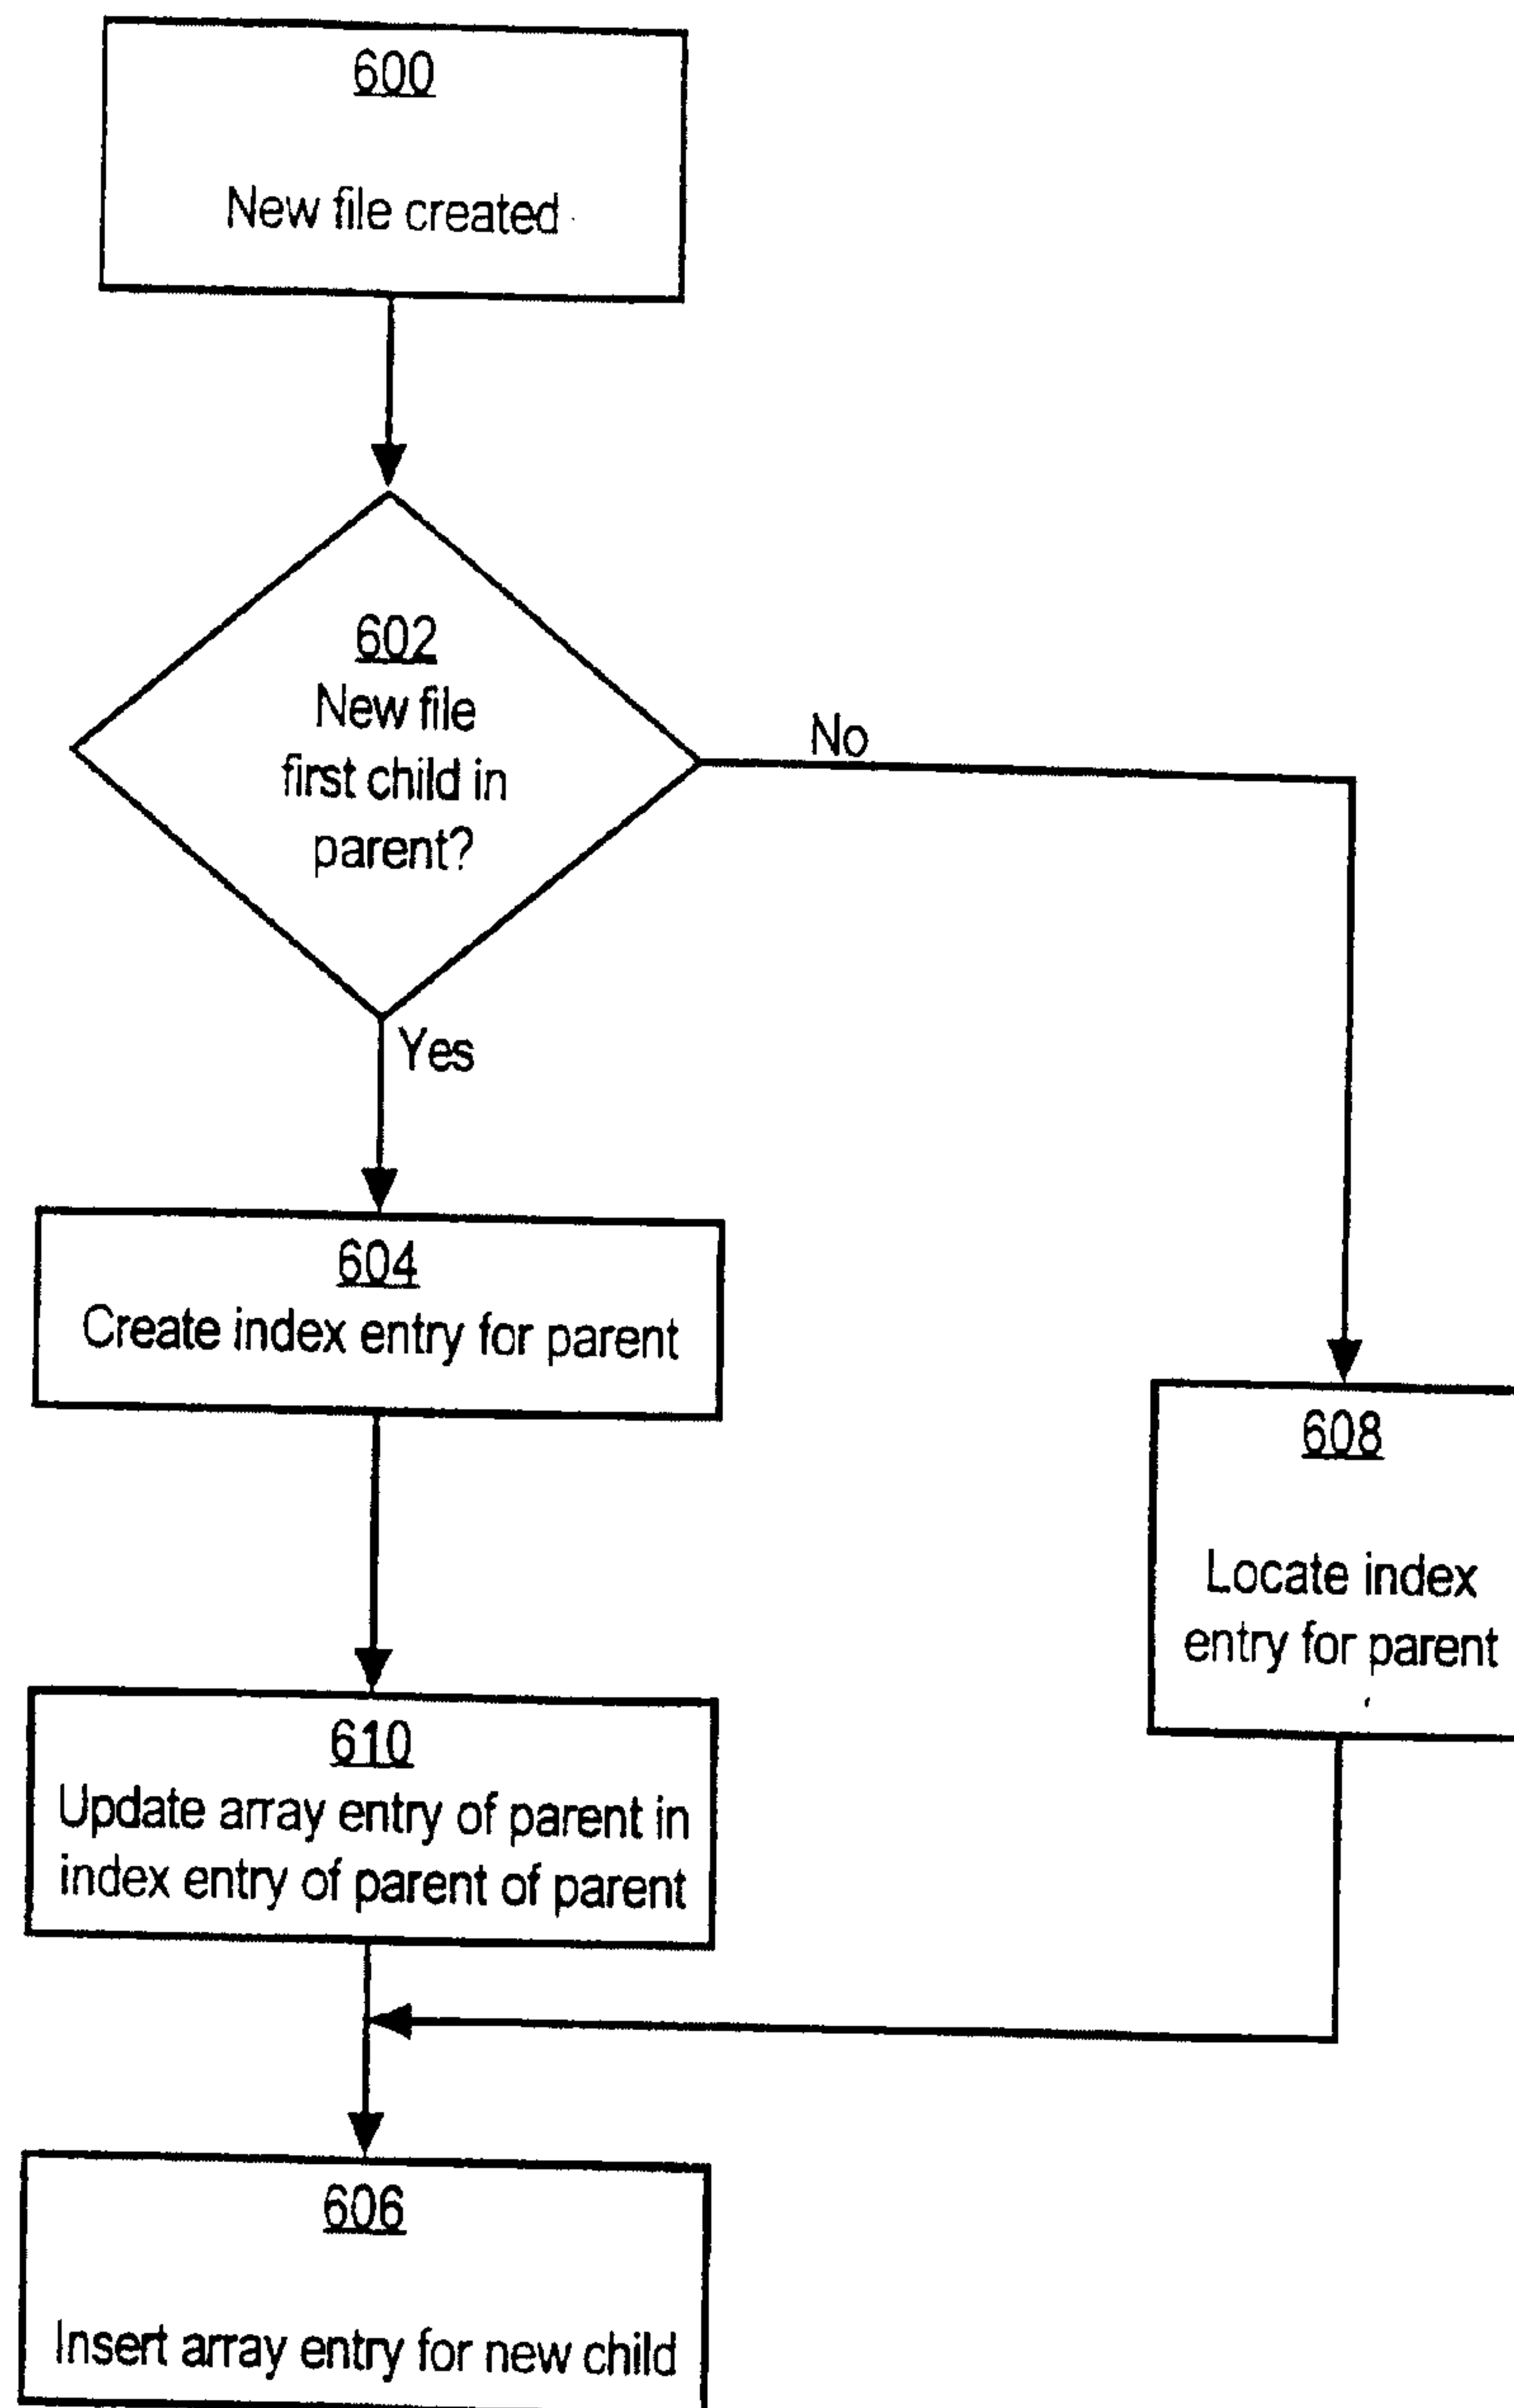 600
New file created
602
New file
first child in
parent?
No
Yes
604
Create index entry for parent
608
Locate index
entry for parent
610
Update array entry of parent in
index entry of parent of parent
606
Insert array entry for new child